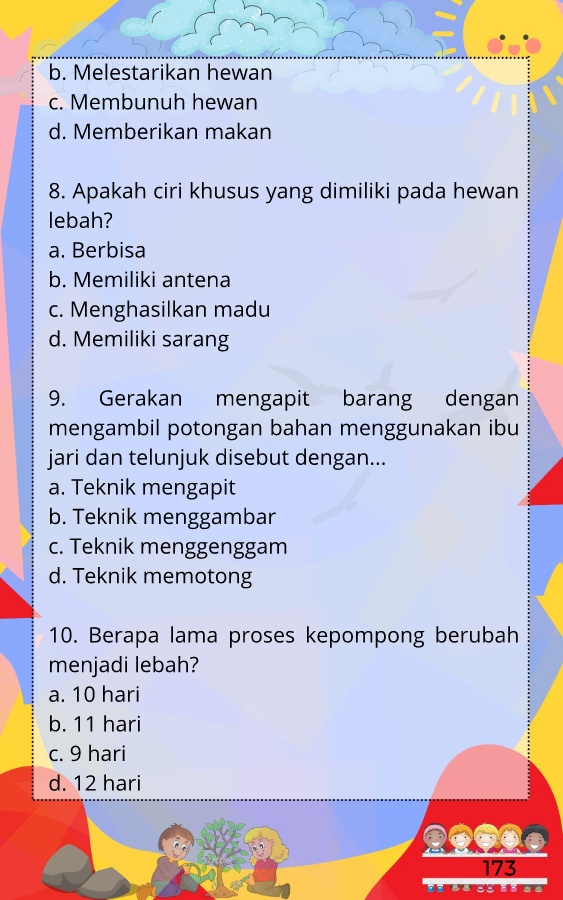 b. Melestarikan hewan
c. Membunuh hewan
d. Memberikan makan
8. Apakah ciri khusus yang dimiliki pada hewan
lebah?
a. Berbisa
b. Memiliki antena
c. Menghasilkan madu
d. Memiliki sarang
9. Gerakan mengapit barang dengan
mengambil potongan bahan menggunakan ibu
jari dan telunjuk disebut dengan...
a. Teknik mengapit
b. Teknik menggambar
c. Teknik menggenggam
d. Teknik memotong
10. Berapa lama proses kepompong berubah
menjadi lebah?
a. 10 hari
b. 11 hari
c. 9 hari
d. 12 hari
173